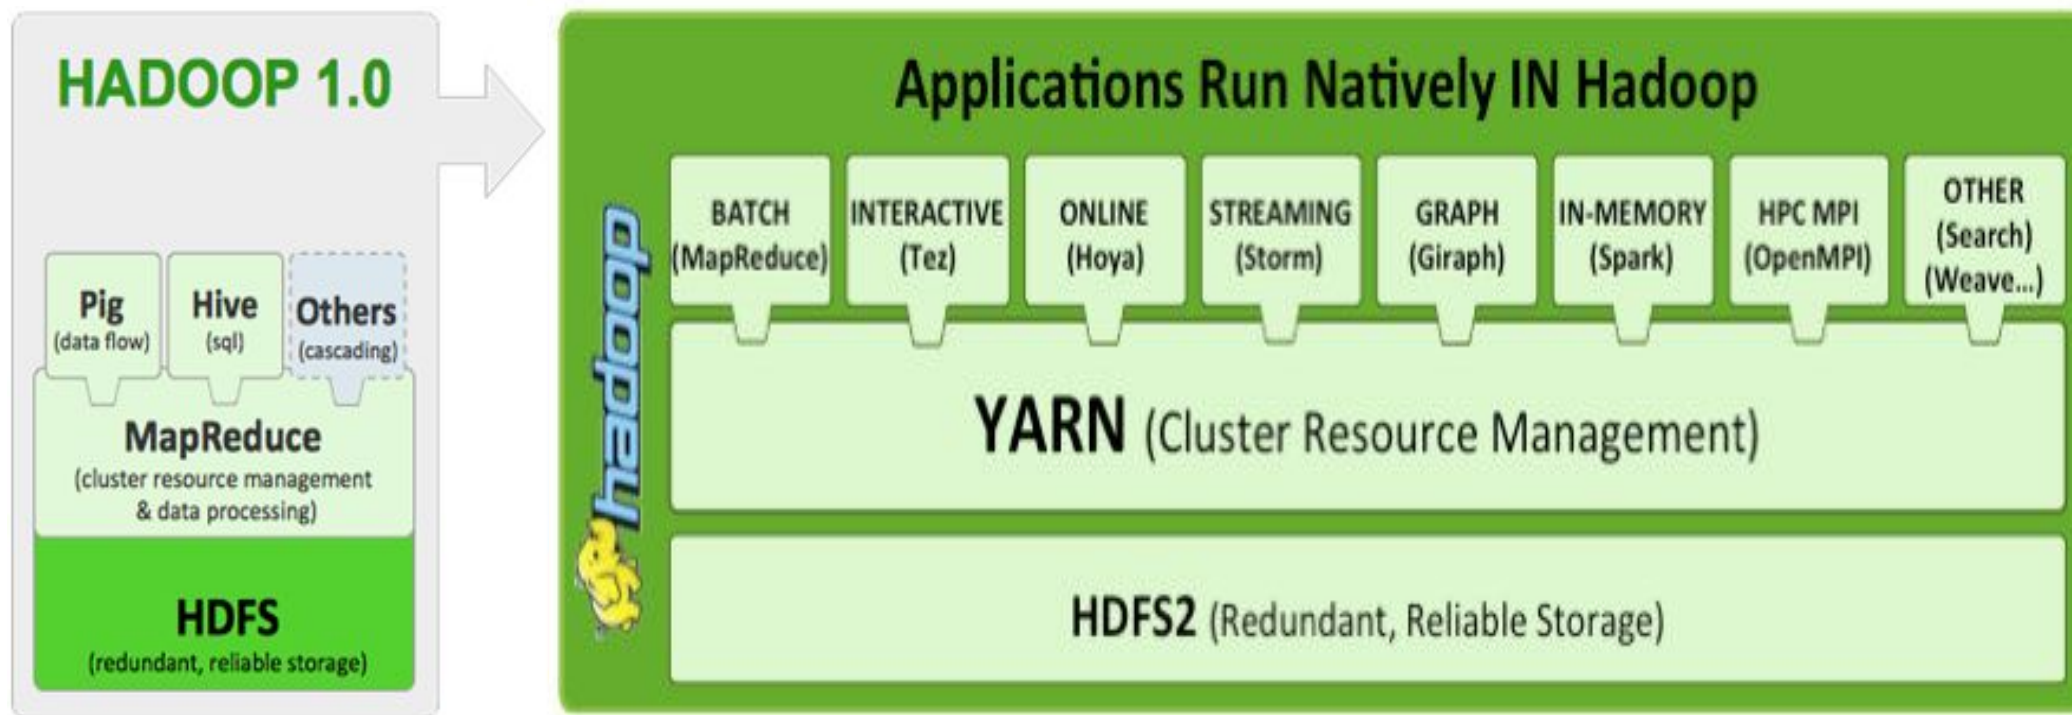 HADOOP 1.0
Pig
(data flow)
Hive
(sql)
Others
(cascading)
MapReduce
(cluster resource management
& data processing)
HDFS
(redundant, reliable storage)
Applications Run Natively IN Hadoop
hadoop
BATCH
(MapReduce)
INTERACTIVE
(Tez)
ONLINE
(Hoya)
STREAMING
(Storm)
GRAPH
(Giraph)
IN-MEMORY
(Spark)
HPC MPI
(OpenMPI)
OTHER
(Search)
(Weave...)
YARN (Cluster Resource Management)
HDFS2 (Redundant, Reliable Storage)